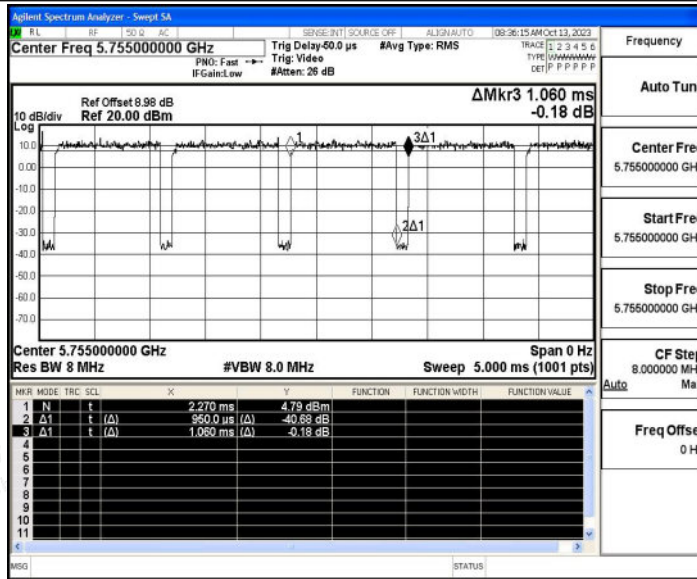 Agilent Spectrum Analyzer - Swept SA
RL RF 50 Ω AC SENSE:INT SOURCE OFF ALIGNAUTO 08:36:15 AM Oct 13, 2023
Center Freq 5.755000000 GHz
PNO: Fast
IFGain:Low
Trig Delay-50.0 µs
Trig: Video
#Atten: 26 dB
#Avg Type: RMS
TRACE 1 2 3 4 5 6
TYPE
DET P P P P P P
Ref Offset 8.98 dB
Ref 20.00 dBm
ΔMkr3 1.060 ms
-0.18 dB
10 dB/div
Log
10.0
0.00
-10.0
-20.0
-30.0
-40.0
-50.0
-60.0
-70.0
1
3Δ1
2Δ1
Center 5.755000000 GHz Span 0 Hz
Res BW 8 MHz #VBW 8.0 MHz Sweep 5.000 ms (1001 pts)
MKR MODE TRC SCL X Y FUNCTION FUNCTION WIDTH FUNCTION VALUE
1 N t 2.270 ms 4.79 dBm
2 Δ1 t (Δ) 950.0 µs (Δ) -40.68 dB
3 Δ1 t (Δ) 1.060 ms (Δ) -0.18 dB
4
5
6
7
8
9
10
11
MSG STATUS
Frequency
Auto Tun
Center Fre
5.755000000 GH
Start Fre
5.755000000 GH
Stop Fre
5.755000000 GH
CF Ste
8.000000 MH
Auto Ma
Freq Offse
0 H